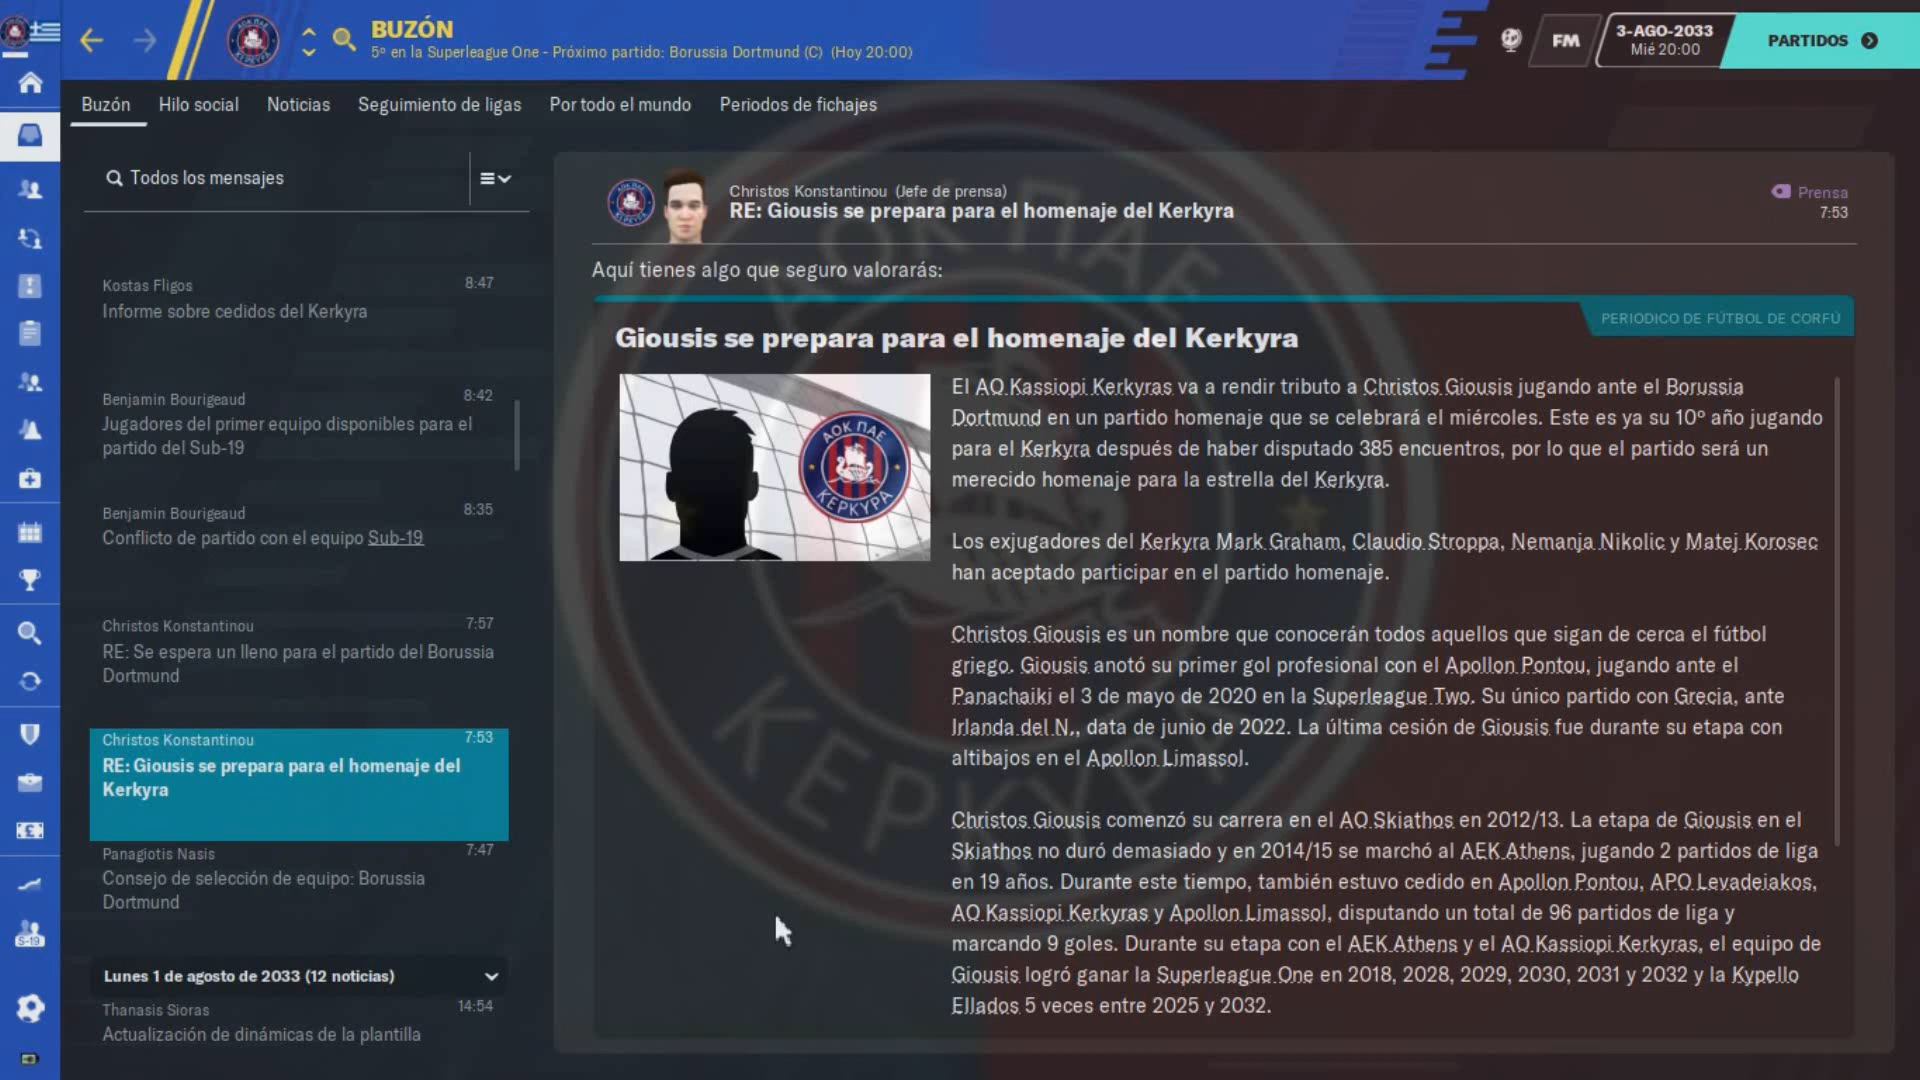 BUZÓN
5º en la Superleague One - Próximo partido: Borussia Dortmund (C) (Hoy 20:00)
FM
3-AGO-2033
Mié 20:00
PARTIDOS
Buzón
Hilo social
Noticias
Seguimiento de ligas
Por todo el mundo
Periodos de fichajes
Todos los mensajes
Kostas Fligos
8:47
Informe sobre cedidos del Kerkyra
Benjamin Bourigeaud
8:42
Jugadores del primer equipo disponibles para el
partido del Sub-19
Benjamin Bourigeaud
8:35
Conflicto de partido con el equipo Sub-19
Christos Konstantinou
7:57
RE: Se espera un lleno para el partido del Borussia
Dortmund
Christos Konstantinou
7:53
RE: Giousis se prepara para el homenaje del
Kerkyra
Panagiotis Nasis
7:47
Consejo de selección de equipo: Borussia
Dortmund
Lunes 1 de agosto de 2033 (12 noticias)
Thanasis Sioras
14:54
Actualización de dinámicas de la plantilla
S-19
Christos Konstantinou (Jefe de prensa)
RE: Giousis se prepara para el homenaje del Kerkyra
Prensa
7:53
Aquí tienes algo que seguro valorarás:
PERIODICO DE FÚTBOL DE CORFÚ
Giousis se prepara para el homenaje del Kerkyra
ΑΟΚ ΠΑΕ
ΚΕΡΚΥΡΑ
El AO Kassiopi Kerkyras va a rendir tributo a Christos Giousis jugando ante el Borussia
Dortmund en un partido homenaje que se celebrará el miércoles. Este es ya su 10º año jugando
para el Kerkyra después de haber disputado 385 encuentros, por lo que el partido será un
merecido homenaje para la estrella del Kerkyra.
Los exjugadores del Kerkyra Mark Graham, Claudio Stroppa, Nemanja Nikolic y Matej Korosec
han aceptado participar en el partido homenaje.
Christos Giousis es un nombre que conocerán todos aquellos que sigan de cerca el fútbol
griego. Giousis anotó su primer gol profesional con el Apollon Pontou, jugando ante el
Panachaiki el 3 de mayo de 2020 en la Superleague Two. Su único partido con Grecia, ante
Irlanda del N., data de junio de 2022. La última cesión de Giousis fue durante su etapa con
altibajos en el Apollon Limassol.
Christos Giousis comenzó su carrera en el AO Skiathos en 2012/13. La etapa de Giousis en el
Skiathos no duró demasiado y en 2014/15 se marchó al AEK Athens, jugando 2 partidos de liga
en 19 años. Durante este tiempo, también estuvo cedido en Apollon Pontou, APO Levadeiakos,
AO Kassiopi Kerkyras y Apollon Limassol, disputando un total de 96 partidos de liga y
marcando 9 goles. Durante su etapa con el AEK Athens y el AO Kassiopi Kerkyras, el equipo de
Giousis logró ganar la Superleague One en 2018, 2028, 2029, 2030, 2031 y 2032 y la Kypello
Ellados 5 veces entre 2025 y 2032.